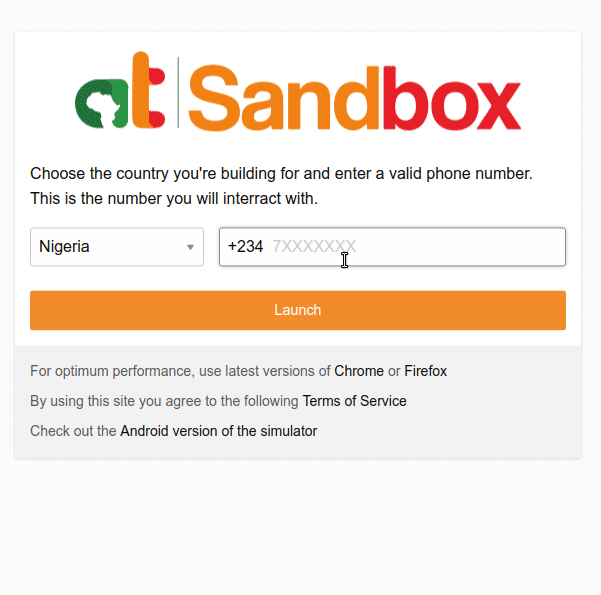 at Sandbox
Choose the country you're building for and enter a valid phone number.
This is the number you will interract with.
Nigeria +234 7XXXXXXX
Launch
For optimum performance, use latest versions of Chrome or Firefox
By using this site you agree to the following Terms of Service
Check out the Android version of the simulator